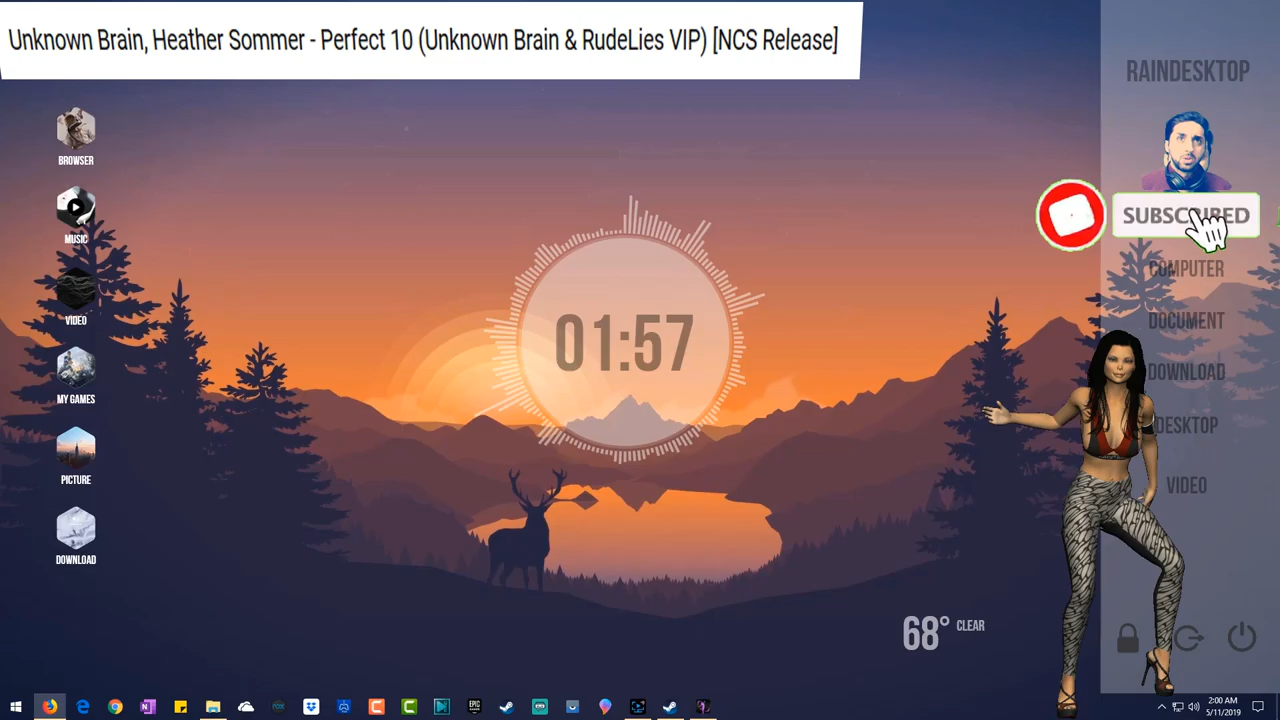 Unknown Brain, Heather Sommer - Perfect 10 (Unknown Brain & RudeLies VIP) [NCS Release]
RAINDESKTOP
BROWSER
MUSIC
VIDEO
MY GAMES
PICTURE
DOWNLOAD
01:57
SUBSCRIBED
COMPUTER
DOCUMENT
DOWNLOAD
DESKTOP
VIDEO
68° CLEAR
2:00 AM
5/11/2019